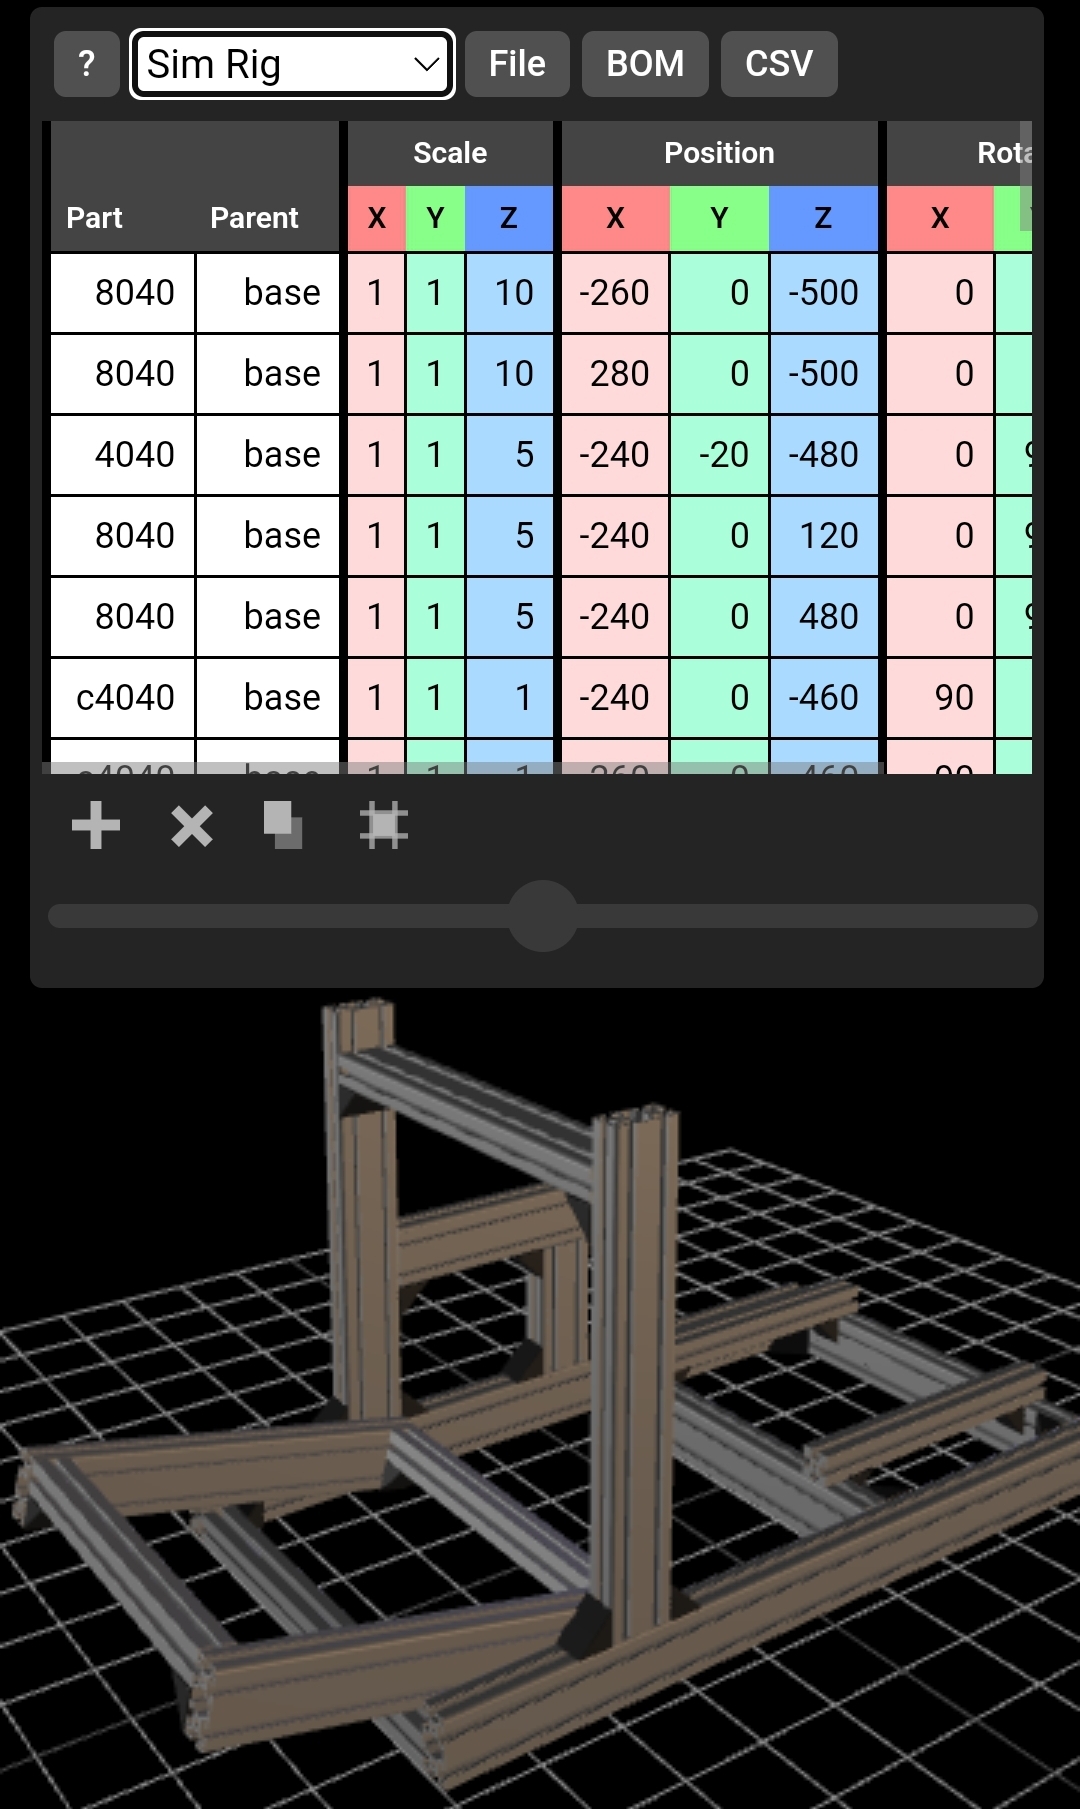 ? Sim Rig File BOM CSV
Scale Position
Part Parent X Y Z X Y Z X
8040 base 1 1 10 -260 0 -500 0
8040 base 1 1 10 280 0 -500 0
4040 base 1 1 5 -240 -20 -480 0
8040 base 1 1 5 -240 0 120 0
8040 base 1 1 5 -240 0 480 0
c4040 base 1 1 1 -240 0 -460 90